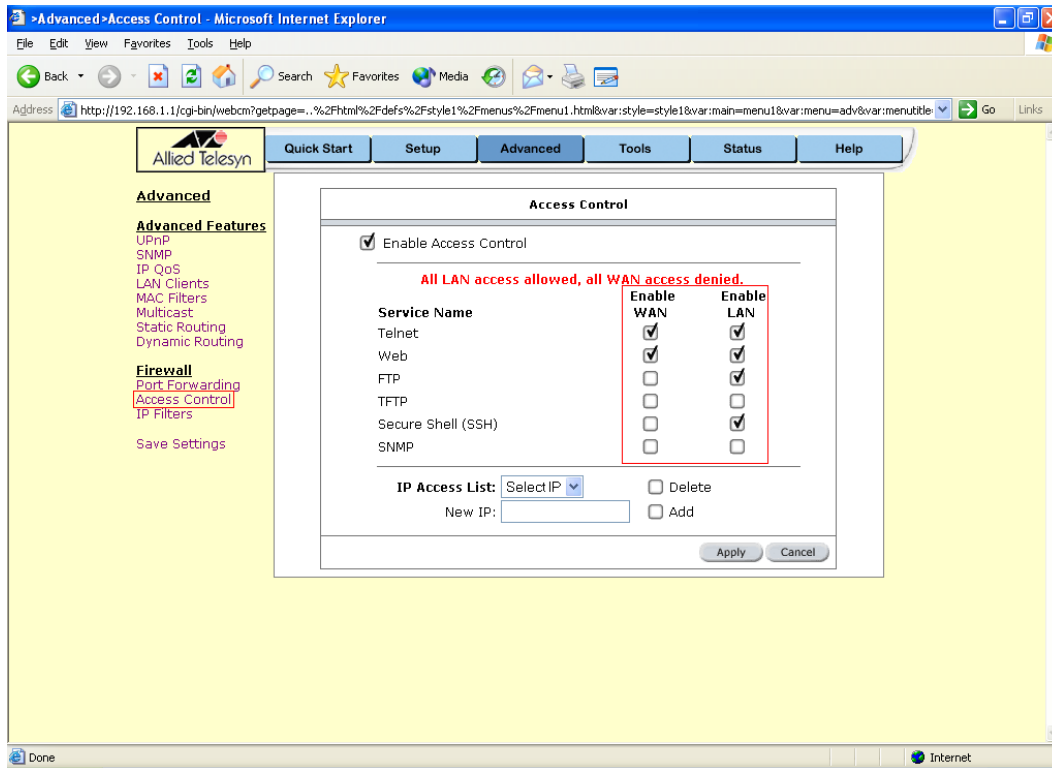 >Advanced>Access Control - Microsoft Internet Explorer
File Edit View Favorites Tools Help
Back Search Favorites Media
Address http://192.168.1.1/cgi-bin/webcm?getpage=..%2Fhtml%2Fdefs%2Fstyle1%2Fmenus%2Fmenu1.html&var:style=style1&var:main=menu1&var:menu=adv&var:menutitle Go Links
Allied Telesyn
Quick Start Setup Advanced Tools Status Help
Advanced
Advanced Features
UPnP
SNMP
IP QoS
LAN Clients
MAC Filters
Multicast
Static Routing
Dynamic Routing
Firewall
Port Forwarding
Access Control
IP Filters
Save Settings
Access Control
Enable Access Control
All LAN access allowed, all WAN access denied.
Service Name Enable WAN Enable LAN
Telnet
Web
FTP
TFTP
Secure Shell (SSH)
SNMP
IP Access List: Select IP Delete
New IP: Add
Apply Cancel
Done Internet